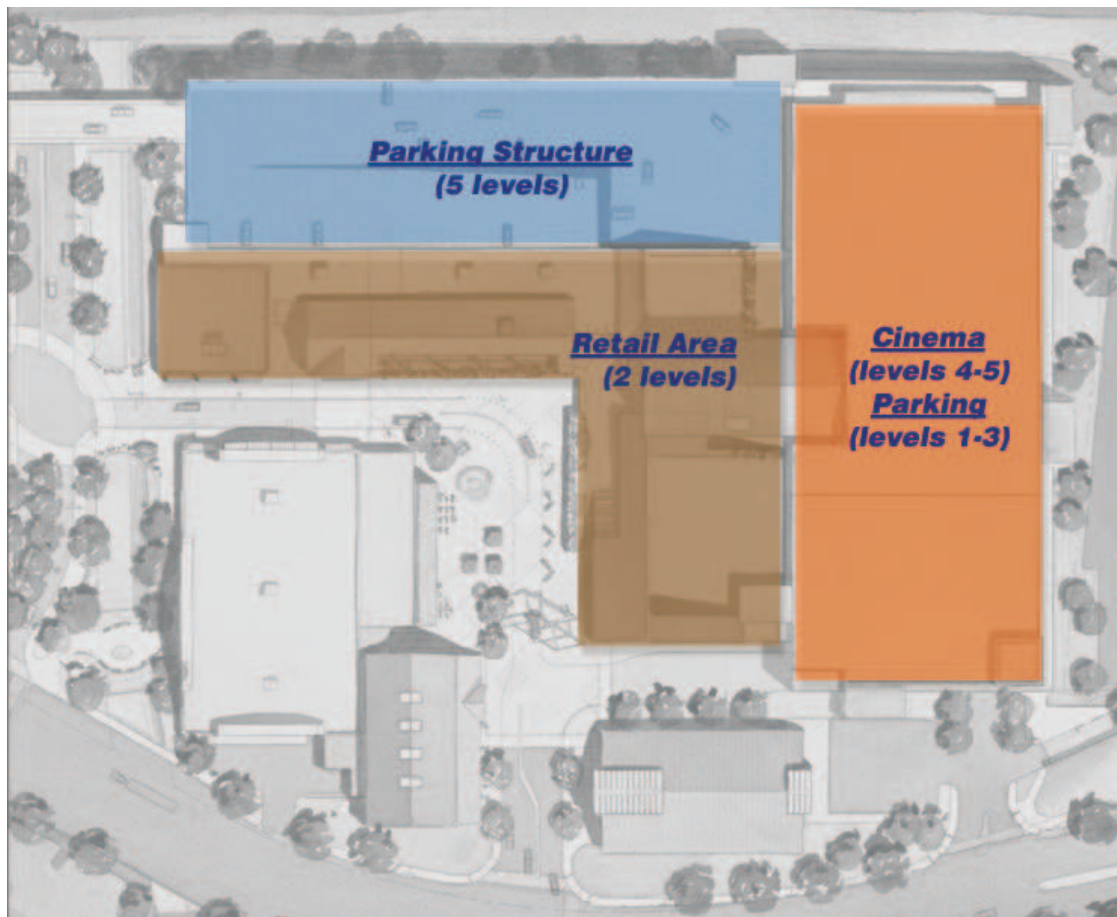 Parking Structure
(5 levels)
Retail Area
(2 levels)
Cinema
(levels 4-5)
Parking
(levels 1-3)